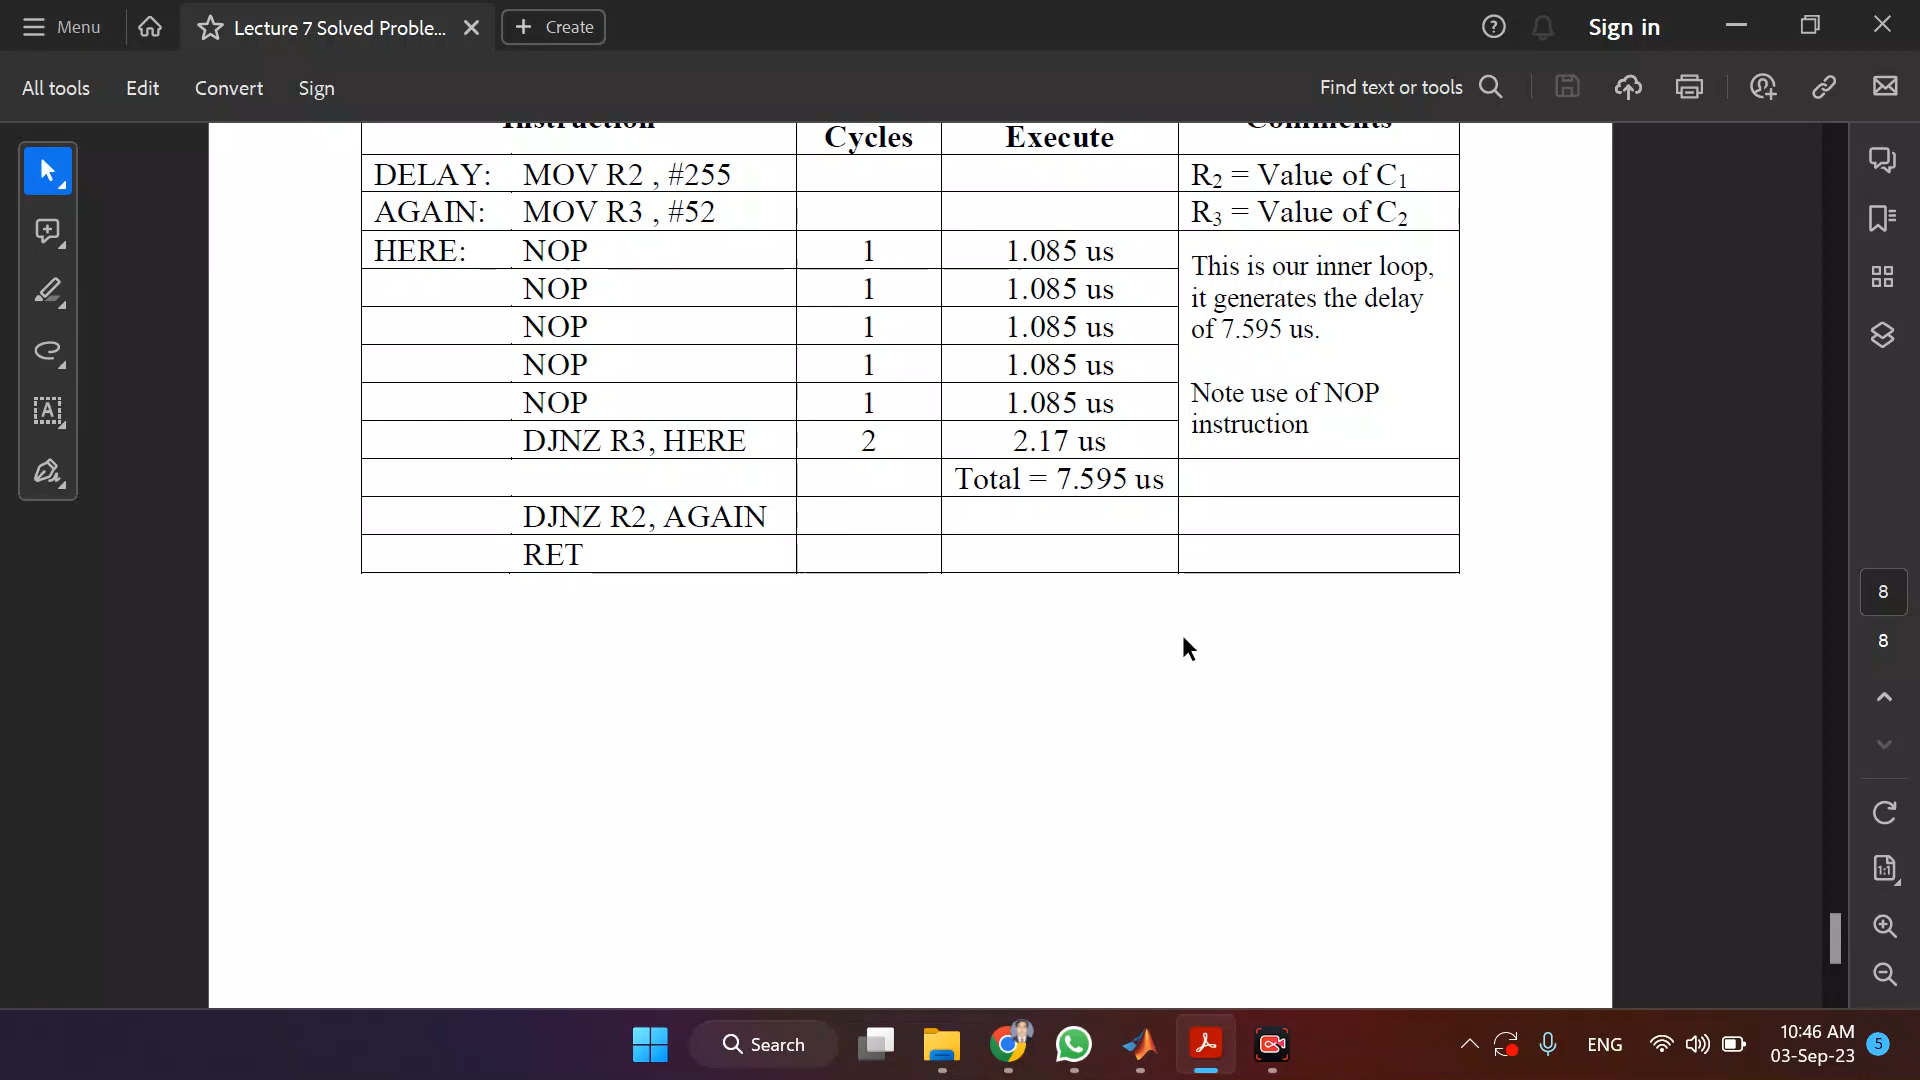 Menu
Lecture 7 Solved Proble...
Create
Sign in
All tools
Edit
Convert
Sign
Find text or tools
Instruction Cycles Execute Comments
DELAY: MOV R2 , #255 R2 = Value of C1
AGAIN: MOV R3 , #52 R3 = Value of C2
HERE: NOP 1 1.085 us
NOP 1 1.085 us
NOP 1 1.085 us
NOP 1 1.085 us
NOP 1 1.085 us
DJNZ R3, HERE 2 2.17 us
This is our inner loop,
it generates the delay
of 7.595 us.
Note use of NOP
instruction
Total = 7.595 us
DJNZ R2, AGAIN
RET
8
8
1:1
Search
ENG
10:46 AM
03-Sep-23
5